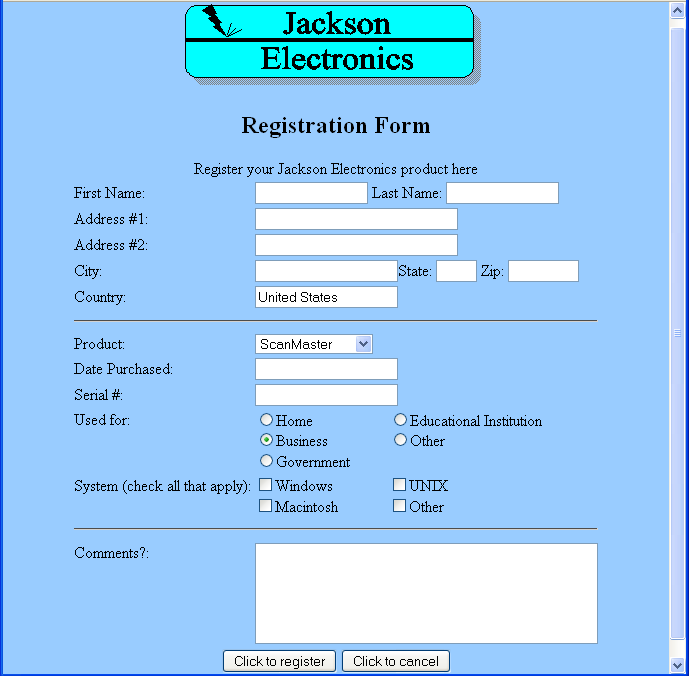 Jackson
Electronics
Registration Form
Register your Jackson Electronics product here
First Name: Last Name:
Address #1:
Address #2:
City: State: Zip:
Country: United States
Product: ScanMaster
Date Purchased:
Serial #:
Used for: Home Educational Institution
Business Other
Government
System (check all that apply): Windows UNIX
Macintosh Other
Comments?:
Click to register Click to cancel